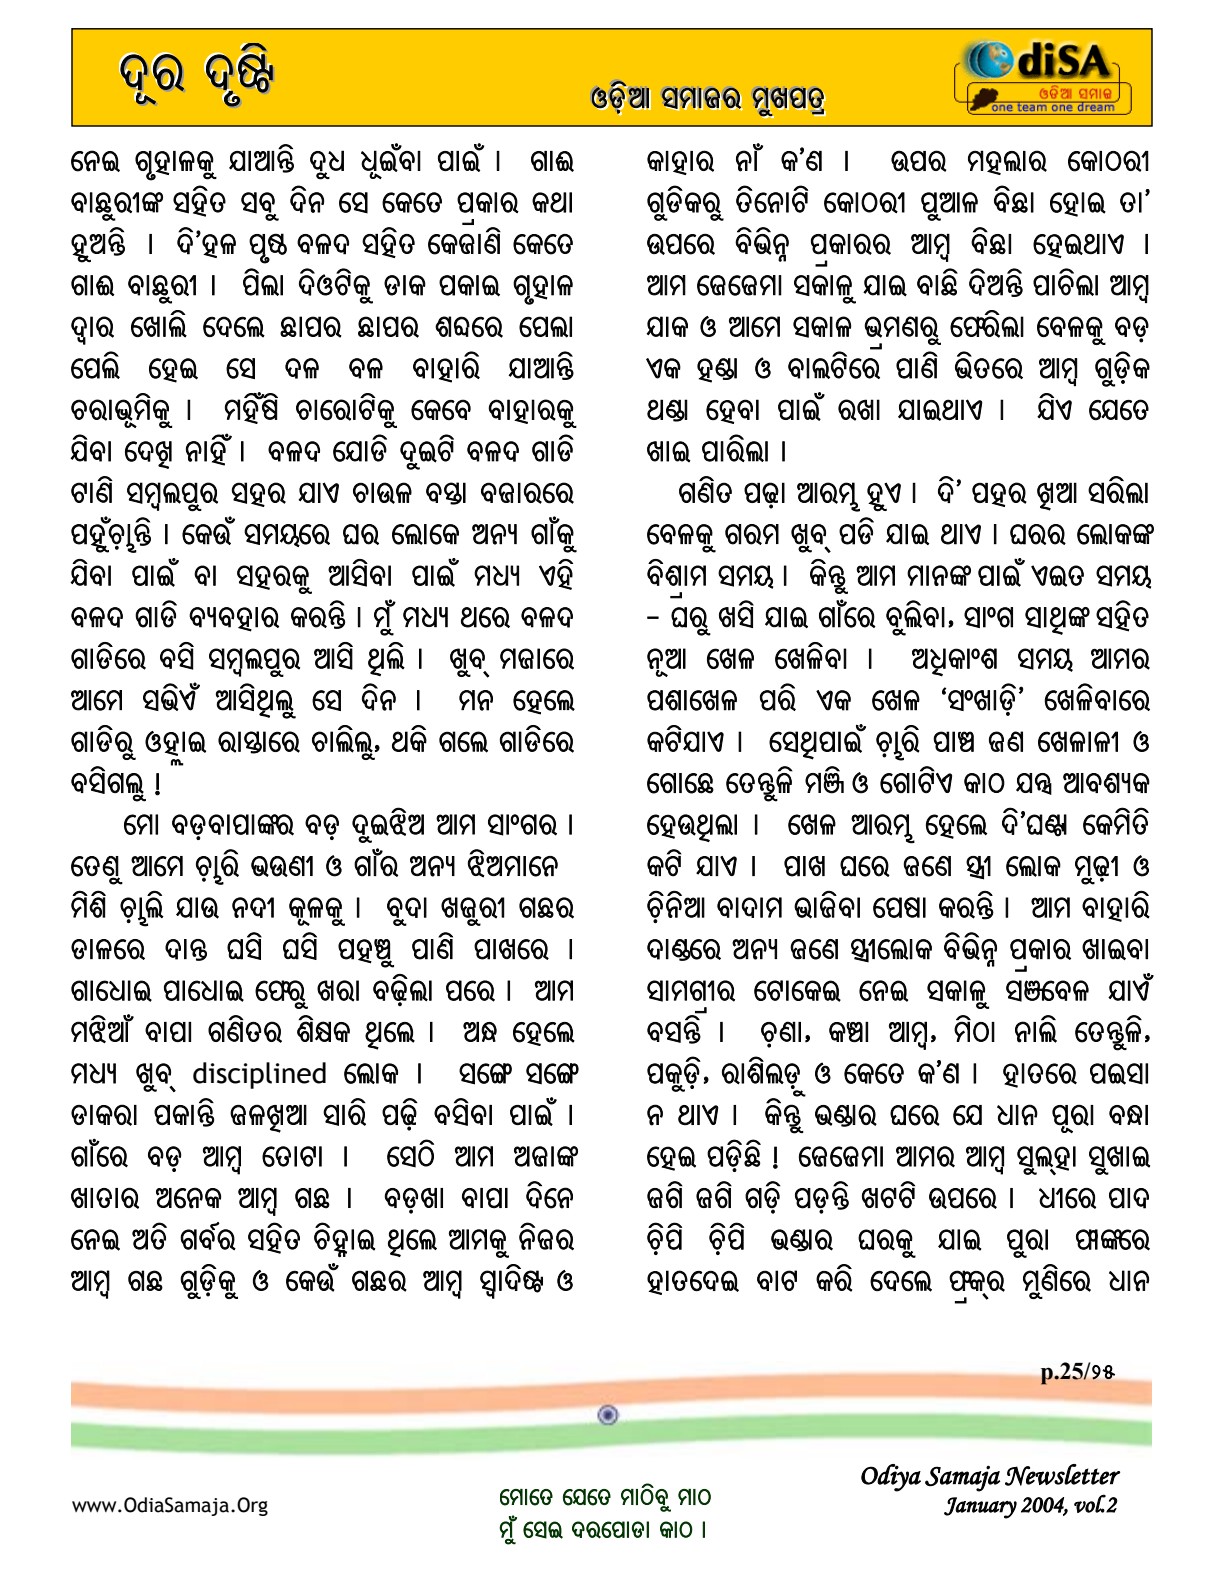 ଦୂର ଦୃଷ୍ଟି
ଓଡ଼ିଆ ସମାଜର ମୁଖପତ୍ର
OdiSA
ଓଡିଆ ସମାଜ
one team one dream
ନେଇ ଗୃହାଳକୁ ଯାଆନ୍ତି ଦୁଧ ଧୂଇଁବା ପାଇଁ ।  ଗାଈ
ବାଛୁରୀଙ୍କ ସହିତ ସବୁ ଦିନ ସେ କେତେ ପ୍ରକାର କଥା
ହୁଅନ୍ତି । ଦି'ହଳ ପୃଷ୍ଠ ବଳଦ ସହିତ କେଜାଣି କେତେ
ଗାଈ ବାଛୁରୀ ।  ପିଲା ଦିଓଟିକୁ ଡାକ ପକାଇ ଗୃହାଳ
ଦ୍ୱାର ଖୋଲି ଦେଲେ ଛାପର ଛାପର ଶବ୍ଦରେ ପେଲା
ପେଲି ହେଇ ସେ ଦଳ ବଳ ବାହାରି ଯାଆନ୍ତି
ଚରାଭୂମିକୁ ।  ମହିଁଷି ଚାରୋଟିକୁ କେବେ ବାହାରକୁ
ଯିବା ଦେଖି ନାହିଁ ।  ବଳଦ ଯୋଡି ଦୁଇଟି ବଳଦ ଗାଡି
ଟାଣି ସମ୍ବଲପୁର ସହର ଯାଏ ଚାଉଳ ବସ୍ତା ବଜାରରେ
ପହୁଁଚ଼ାନ୍ତି । କେଉଁ ସମୟରେ ଘର ଲୋକେ ଅନ୍ୟ ଗାଁକୁ
ଯିବା ପାଇଁ ବା ସହରକୁ ଆସିବା ପାଇଁ ମଧ୍ୟ ଏହି
ବଳଦ ଗାଡି ବ୍ୟବହାର କରନ୍ତି । ମୁଁ ମଧ୍ୟ ଥରେ ବଳଦ
ଗାଡିରେ ବସି ସମ୍ବଲପୁର ଆସି ଥିଲି ।  ଖୁବ୍ ମଜାରେ
ଆମେ ସଭିଏଁ ଆସିଥିଲୁ ସେ ଦିନ ।  ମନ ହେଲେ
ଗାଡିରୁ ଓହ୍ଲାଇ ରାସ୍ତାରେ ଚାଲିଲୁ, ଥକି ଗଲେ ଗାଡିରେ
ବସିଗଲୁ !
ମୋ ବଡ଼ବାପାଙ୍କର ବଡ଼ ଦୁଇଝିଅ ଆମ ସାଂଗର ।
ତେଣୁ ଆମେ ଚ଼ାରି ଭଉଣୀ ଓ ଗାଁର ଅନ୍ୟ ଝିଅମାନେ
ମିଶି ଚ଼ାଲି ଯାଉ ନଦୀ କୂଳକୁ ।  ବୁଦା ଖଜୁରୀ ଗଛର
ଡାଳରେ ଦାନ୍ତ ଘସି ଘସି ପହଞ୍ଚୁ ପାଣି ପାଖରେ ।
ଗାଧୋଇ ପାଧୋଇ ଫେରୁ ଖରା ବଢ଼ିଲା ପରେ ।  ଆମ
ମଝିଆଁ ବାପା ଗଣିତର ଶିକ୍ଷକ ଥିଲେ ।  ଅନ୍ଧ ହେଲେ
ମଧ୍ୟ ଖୁବ୍ disciplined ଲୋକ ।  ସଙ୍ଗେ ସଙ୍ଗେ
ଡାକରା ପକାନ୍ତି ଜଳଖିଆ ସାରି ପଢ଼ି ବସିବା ପାଇଁ ।
ଗାଁରେ ବଡ଼ ଆମ୍ବ ତୋଟା ।  ସେଠି ଆମ ଅଜାଙ୍କ
ଖାତାର ଅନେକ ଆମ୍ବ ଗଛ ।  ବଡ଼ଖା ବାପା ଦିନେ
ନେଇ ଅତି ଗର୍ବର ସହିତ ଚିହ୍ନାଇ ଥିଲେ ଆମକୁ ନିଜର
ଆମ୍ବ ଗଛ ଗୁଡ଼ିକୁ ଓ କେଉଁ ଗଛର ଆମ୍ବ ସ୍ୱାଦିଷ୍ଟ ଓ
କାହାର ନାଁ କ'ଣ ।  ଉପର ମହଲାର କୋଠରୀ
ଗୁଡିକରୁ ତିନୋଟି କୋଠରୀ ପୁଆଳ ବିଛା ହୋଇ ତା'
ଉପରେ ବିଭିନ୍ନ ପ୍ରକାରର ଆମ୍ବ ବିଛା ହେଇଥାଏ ।
ଆମ ଜେଜେମା ସକାଳୁ ଯାଇ ବାଛି ଦିଅନ୍ତି ପାଚିଲା ଆମ୍ବ
ଯାକ ଓ ଆମେ ସକାଳ ଭ୍ରମଣରୁ ଫେରିଲା ବେଳକୁ ବଡ଼
ଏକ ହଣ୍ଡା ଓ ବାଲଟିରେ ପାଣି ଭିତରେ ଆମ୍ବ ଗୁଡ଼ିକ
ଥଣ୍ଡା ହେବା ପାଇଁ ରଖା ଯାଇଥାଏ ।  ଯିଏ ଯେତେ
ଖାଇ ପାରିଲା ।
ଗଣିତ ପଢ଼ା ଆରମ୍ଭ ହୁଏ ।  ଦି' ପହର ଖିଆ ସରିଲା
ବେଳକୁ ଗରମ ଖୁବ୍ ପଡି ଯାଇ ଥାଏ । ଘରର ଲୋକଙ୍କ
ବିଶ୍ରାମ ସମୟ ।  କିନ୍ତୁ ଆମ ମାନଙ୍କ ପାଇଁ ଏଇତ ସମୟ
– ଘରୁ ଖସି ଯାଇ ଗାଁରେ ବୁଲିବା, ସାଂଗ ସାଥିଙ୍କ ସହିତ
ନୂଆ ଖେଳ ଖେଳିବା ।  ଅଧିକାଂଶ ସମୟ ଆମର
ପଶାଖେଳ ପରି ଏକ ଖେଳ 'ସଂଖାଡ଼ି' ଖେଳିବାରେ
କଟିଯାଏ ।  ସେଥିପାଇଁ ଚ଼ାରି ପାଞ୍ଚ ଜଣ ଖେଳାଳୀ ଓ
ଗୋଛେ ତେନ୍ତୁଳି ମଞ୍ଜି ଓ ଗୋଟିଏ କାଠ ଯନ୍ତ୍ର ଆବଶ୍ୟକ
ହେଉଥିଲା ।  ଖେଳ ଆରମ୍ଭ ହେଲେ ଦି'ଘଣ୍ଟା କେମିତି
କଟି ଯାଏ ।  ପାଖ ଘରେ ଜଣେ ସ୍ତ୍ରୀ ଲୋକ ମୁଢ଼ୀ ଓ
ଚ଼ିନିଆ ବାଦାମ ଭାଜିବା ପେଷା କରନ୍ତି ।  ଆମ ବାହାରି
ଦାଣ୍ଡରେ ଅନ୍ୟ ଜଣେ ସ୍ତ୍ରୀଲୋକ ବିଭିନ୍ନ ପ୍ରକାର ଖାଇବା
ସାମଗ୍ରୀର ଟୋକେଇ ନେଇ ସକାଳୁ ସଞ୍ଜବେଳ ଯାଏଁ
ବସନ୍ତି ।  ଚ଼ଣା, କଞ୍ଚା ଆମ୍ବ, ମିଠା ନାଲି ତେନ୍ତୁଳି,
ପକୁଡ଼ି, ରାଶିଲଡ଼ୁ ଓ କେତେ କ'ଣ ।  ହାତରେ ପଇସା
ନ ଥାଏ ।  କିନ୍ତୁ ଭଣ୍ଡାର ଘରେ ଯେ ଧାନ ପୂରା ବନ୍ଧା
ହେଇ ପଡ଼ିଛି ! ଜେଜେମା ଆମର ଆମ୍ବ ସୁଲ୍‌ହା ସୁଖାଇ
ଜଗି ଜଗି ଗଡ଼ି ପଡ଼ନ୍ତି ଖଟଟି ଉପରେ ।  ଧୀରେ ପାଦ
ଚ଼ିପି ଚ଼ିପି ଭଣ୍ଡାର ଘରକୁ ଯାଇ ପୁରା ଫାଙ୍କରେ
ହାତଦେଇ ବାଟ କରି ଦେଲେ ଫ୍ରକ୍‌ର ମୁଣିରେ ଧାନ
p.25/୨୫
Odiya Samaja Newsletter
January 2004, vol.2
www.OdiaSamaja.Org
ମୋତେ ଯେତେ ମାଠିବୁ ମାଠ
ମୁଁ ସେଇ ଦରପୋଡା କାଠ ।